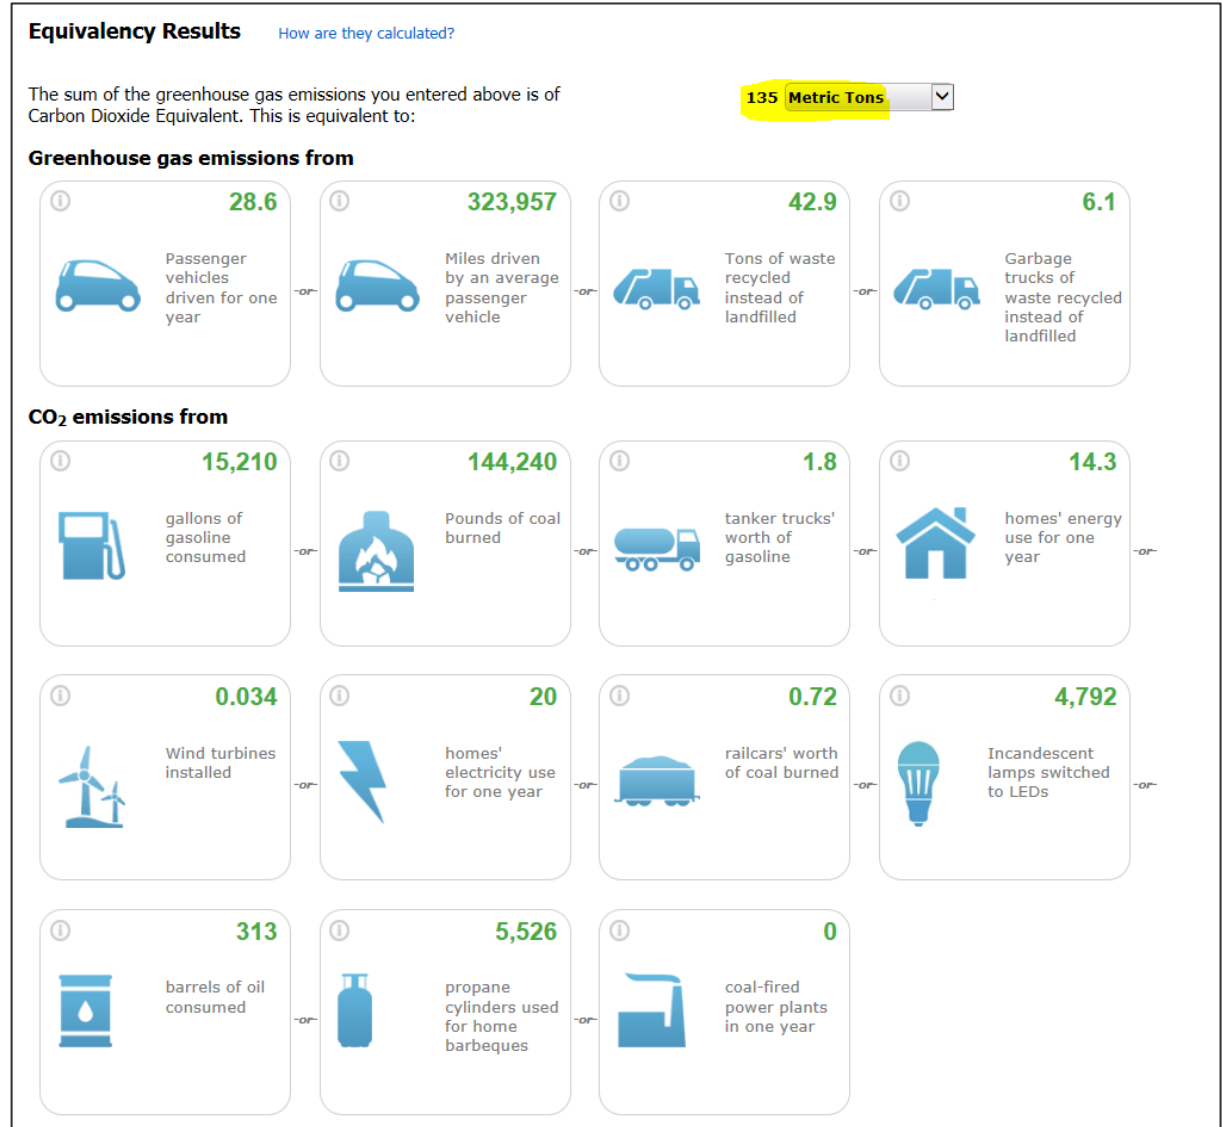 Equivalency Results How are they calculated?
The sum of the greenhouse gas emissions you entered above is of
Carbon Dioxide Equivalent. This is equivalent to:
135 Metric Tons
Greenhouse gas emissions from
28.6
Passenger
vehicles
driven for one
year
-or-
323,957
Miles driven
by an average
passenger
vehicle
-or-
42.9
Tons of waste
recycled
instead of
landfilled
-or-
6.1
Garbage
trucks of
waste recycled
instead of
landfilled
CO₂ emissions from
15,210
gallons of
gasoline
consumed
-or-
144,240
Pounds of coal
burned
-or-
1.8
tanker trucks'
worth of
gasoline
-or-
14.3
homes' energy
use for one
year
-or-
0.034
Wind turbines
installed
-or-
20
homes'
electricity use
for one year
-or-
0.72
railcars' worth
of coal burned
-or-
4,792
Incandescent
lamps switched
to LEDs
-or-
313
barrels of oil
consumed
-or-
5,526
propane
cylinders used
for home
barbeques
-or-
0
coal-fired
power plants
in one year